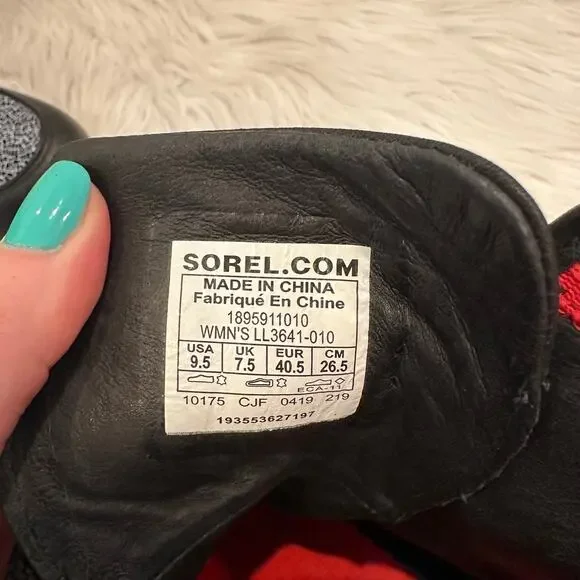 SOREL.COM
MADE IN CHINA
Fabriqué En Chine
1895911010
WMN'S LL3641-010
USA UK EUR CM
9.5 7.5 40.5 26.5
ECA-11
10175 CJF 0419 219
193553627197